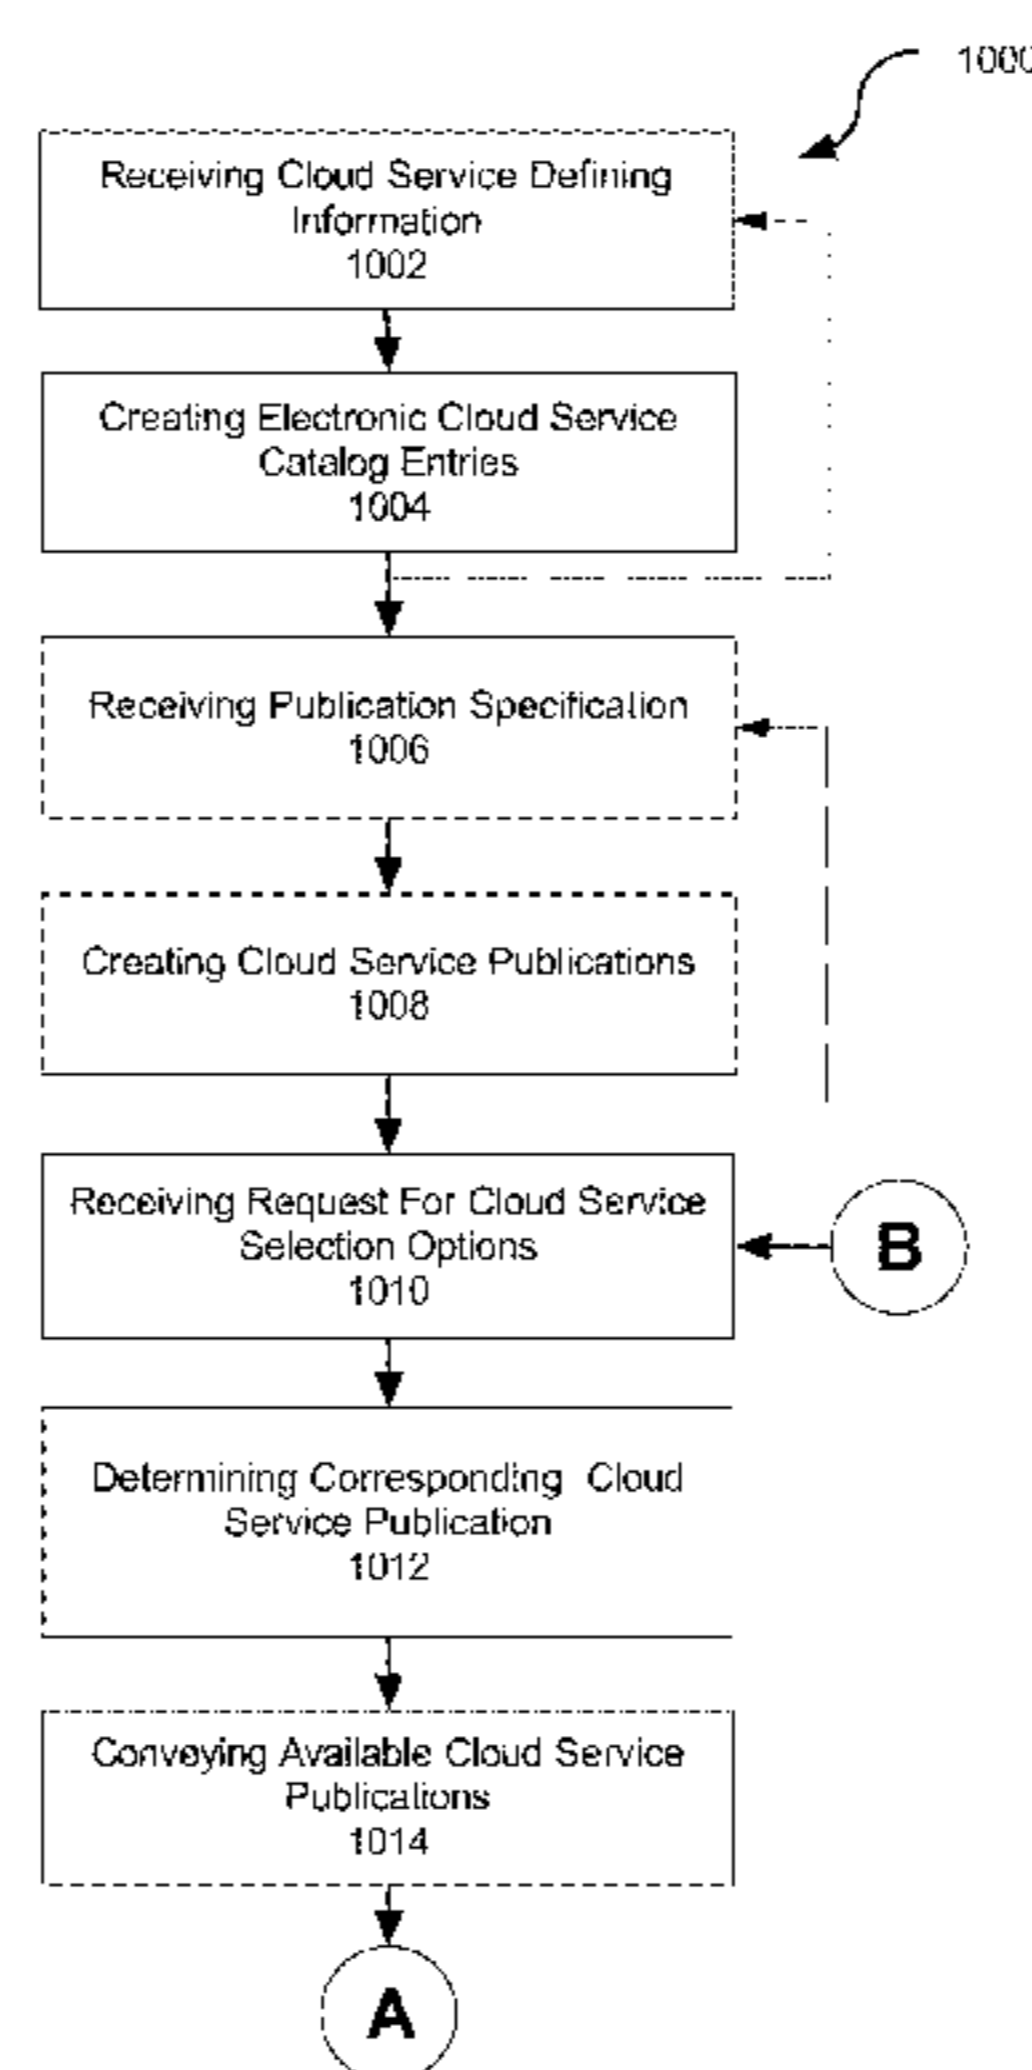 1000
Receiving Cloud Service Defining
Information
1002
Creating Electronic Cloud Service
Catalog Entries
1004
Receiving Publication Specification
1006
Creating Cloud Service Publications
1008
Receiving Request For Cloud Service
Selection Options
1010
B
Determining Corresponding Cloud
Service Publication
1012
Conveying Available Cloud Service
Publications
1014
A